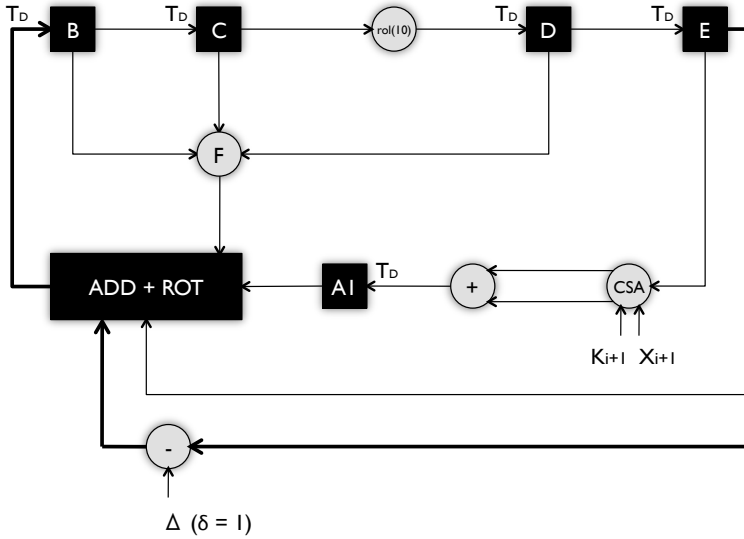 TD B TD C rol(10) TD D TD E
F
ADD + ROT A1 TD + CSA
Ki+1 Xi+1
-
Δ (δ = 1)